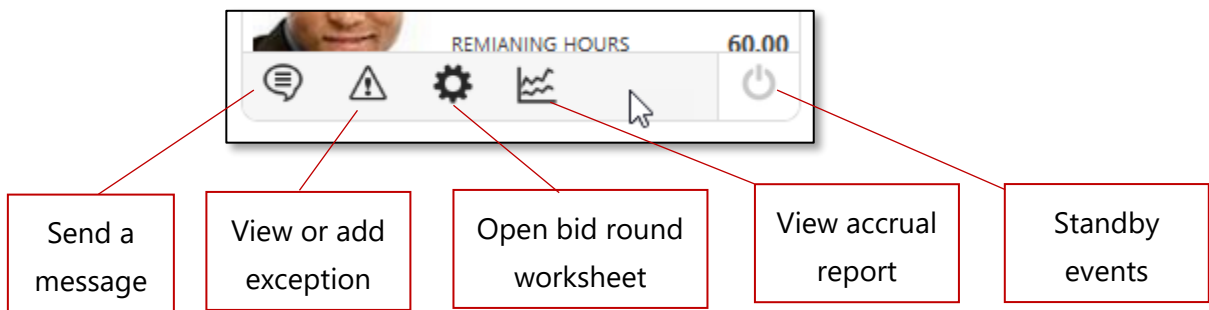 REMIANING HOURS 60.00
Send a
message
View or add
exception
Open bid round
worksheet
View accrual
report
Standby
events